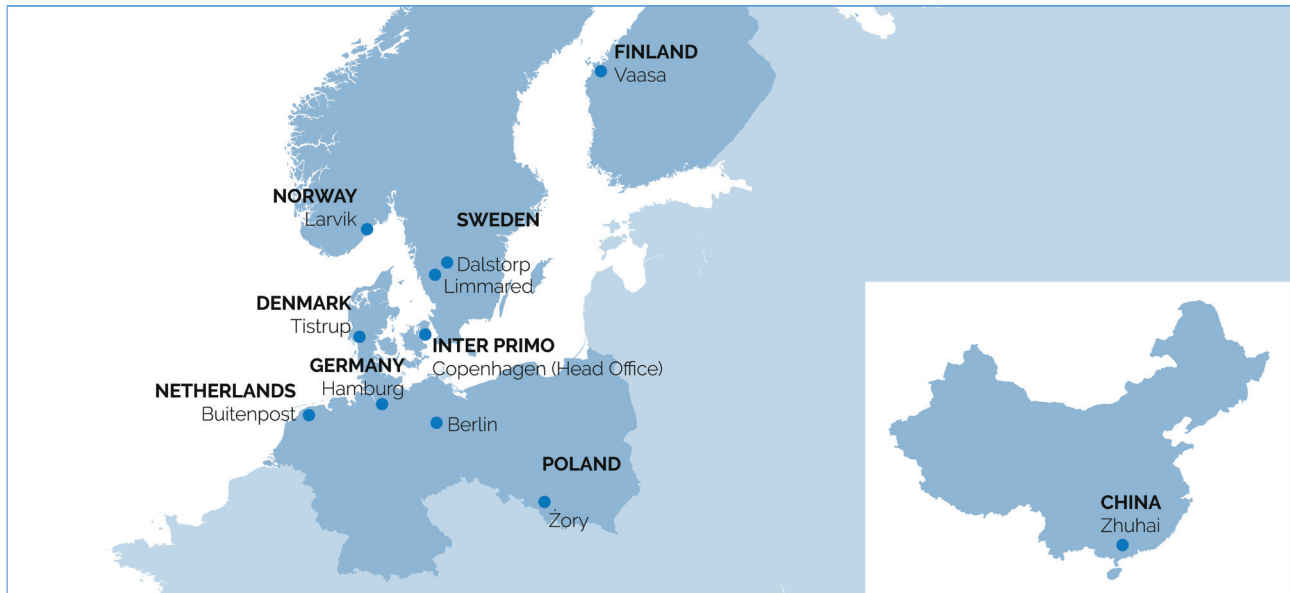 FINLAND
Vaasa
NORWAY
Larvik
SWEDEN
Dalstorp
Limmared
DENMARK
Tistrup
INTER PRIMO
Copenhagen (Head Office)
GERMANY
Hamburg
NETHERLANDS
Buitenpost
Berlin
POLAND
Żory
CHINA
Zhuhai